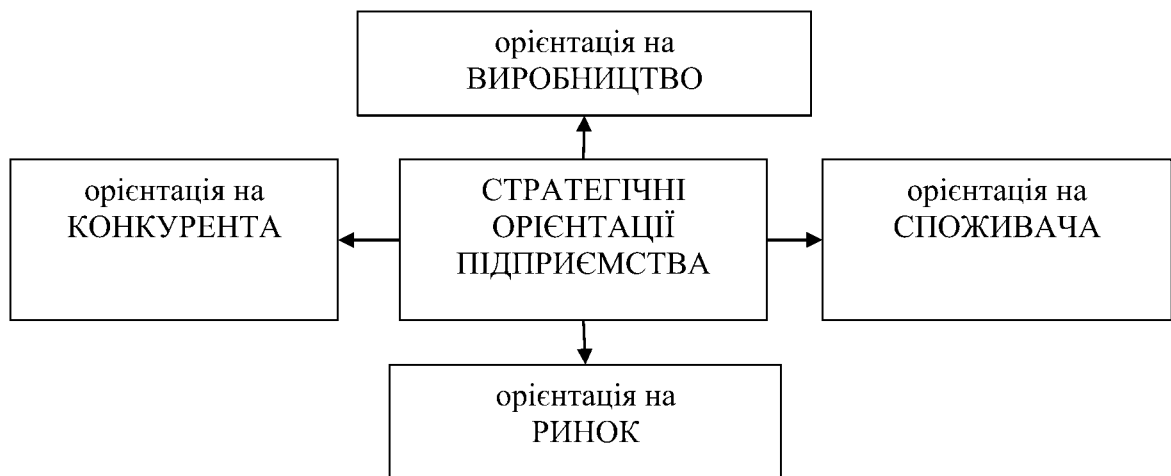 орієнтація на
ВИРОБНИЦТВО
орієнтація на
КОНКУРЕНТА
СТРАТЕГІЧНІ
ОРІЄНТАЦІЇ
ПІДПРИЄМСТВА
орієнтація на
СПОЖИВАЧА
орієнтація на
РИНОК